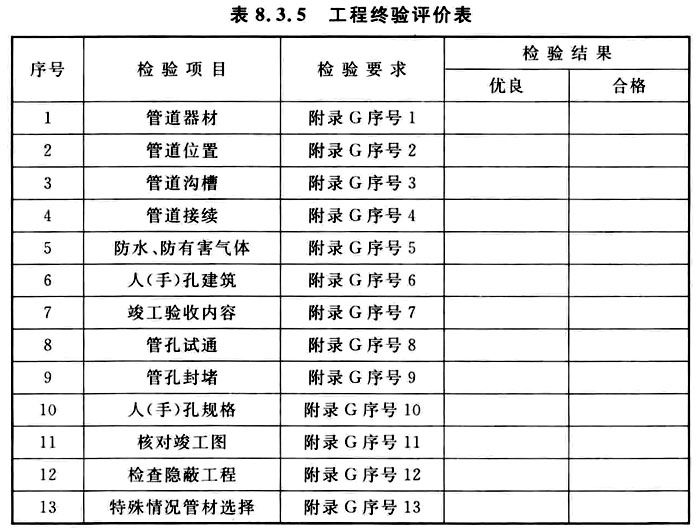 表 8.3.5 工程终验评价表
序号 检验项目 检验要求 检验结果
优良 合格
1 管道器材 附录 G 序号 1
2 管道位置 附录 G 序号 2
3 管道沟槽 附录 G 序号 3
4 管道接续 附录 G 序号 4
5 防水、防有害气体 附录 G 序号 5
6 人(手)孔建筑 附录 G 序号 6
7 竣工验收内容 附录 G 序号 7
8 管孔试通 附录 G 序号 8
9 管孔封堵 附录 G 序号 9
10 人(手)孔规格 附录 G 序号 10
11 核对竣工图 附录 G 序号 11
12 检查隐蔽工程 附录 G 序号 12
13 特殊情况管材选择 附录 G 序号 13